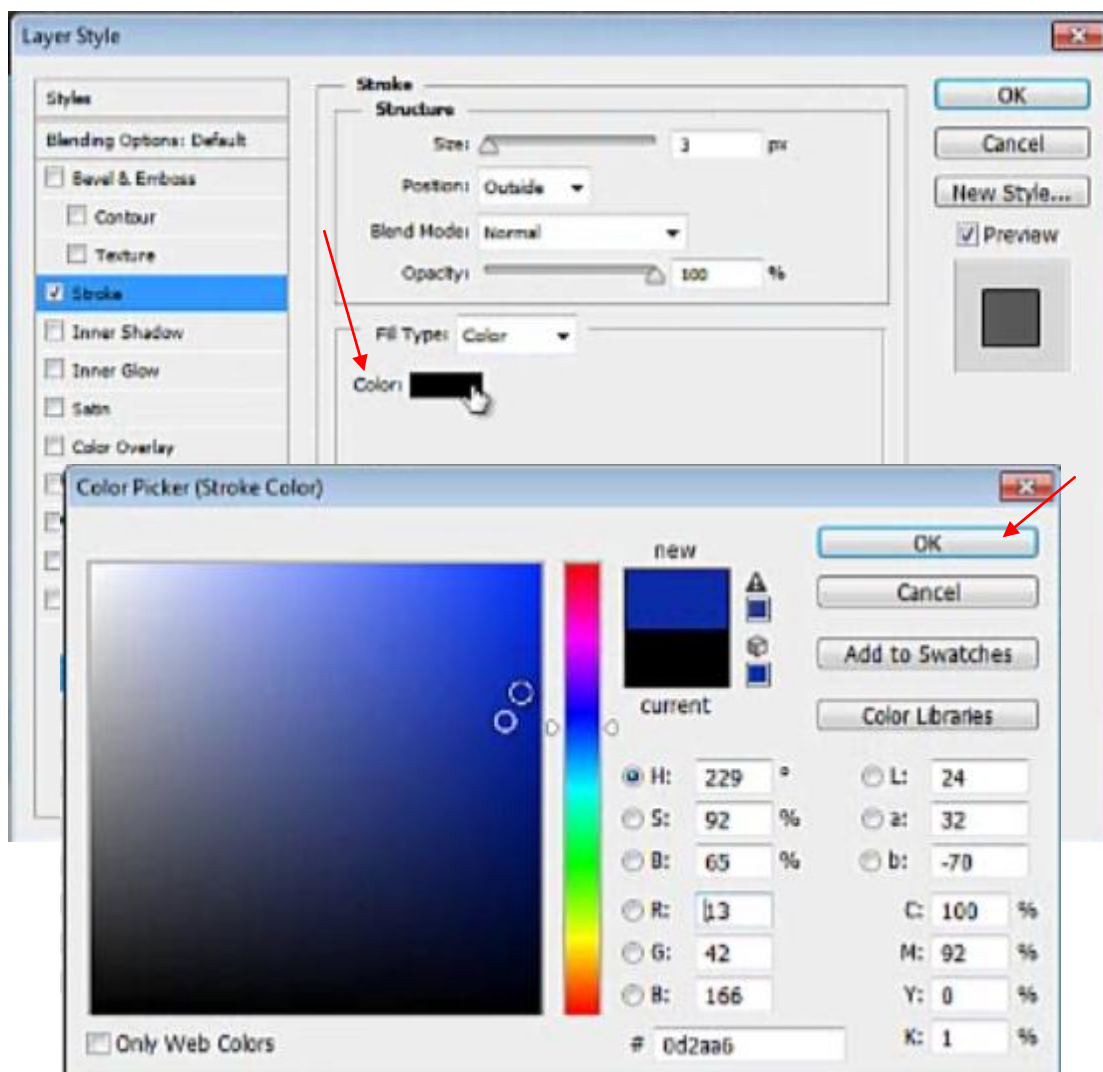 Layer Style
Styles
Blending Options: Default
Bevel & Emboss
Contour
Texture
Stroke
Inner Shadow
Inner Glow
Satin
Color Overlay
Stroke
Structure
Size: 3 px
Position: Outside
Blend Mode: Normal
Opacity: 100 %
Fill Type: Color
Color:
OK
Cancel
New Style...
Preview
Color Picker (Stroke Color)
new
current
OK
Cancel
Add to Swatches
Color Libraries
H: 229 °
S: 92 %
B: 65 %
R: 13
G: 42
B: 166
# 0d2aa6
L: 24
a: 32
b: -70
C: 100 %
M: 92 %
Y: 0 %
K: 1 %
Only Web Colors